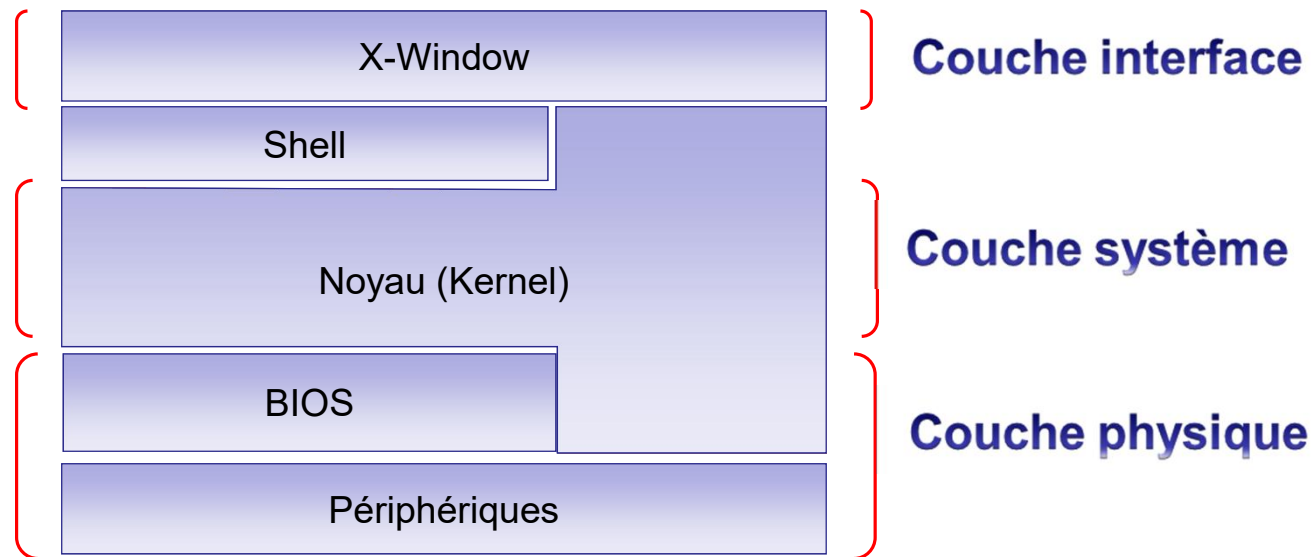 X-Window
Couche interface
Shell
Noyau (Kernel)
Couche système
BIOS
Couche physique
Périphériques